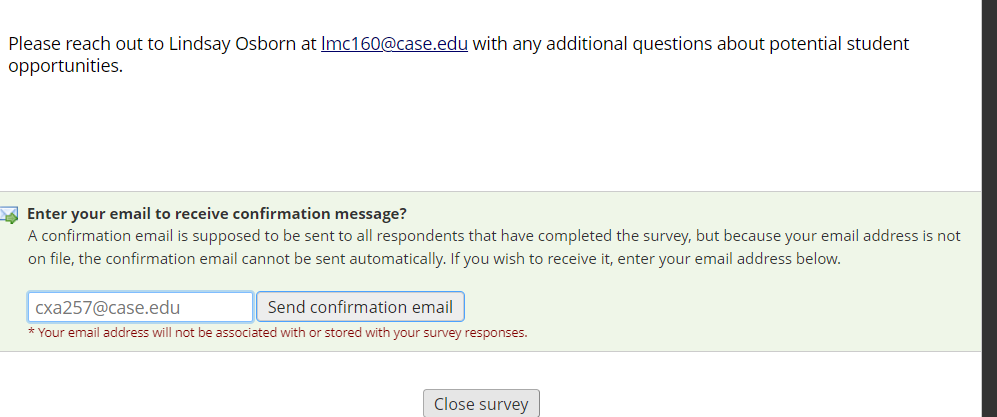 Please reach out to Lindsay Osborn at lmc160@case.edu with any additional questions about potential student
opportunities.
Enter your email to receive confirmation message?
A confirmation email is supposed to be sent to all respondents that have completed the survey, but because your email address is not
on file, the confirmation email cannot be sent automatically. If you wish to receive it, enter your email address below.
cxa257@case.edu Send confirmation email
* Your email address will not be associated with or stored with your survey responses.
Close survey